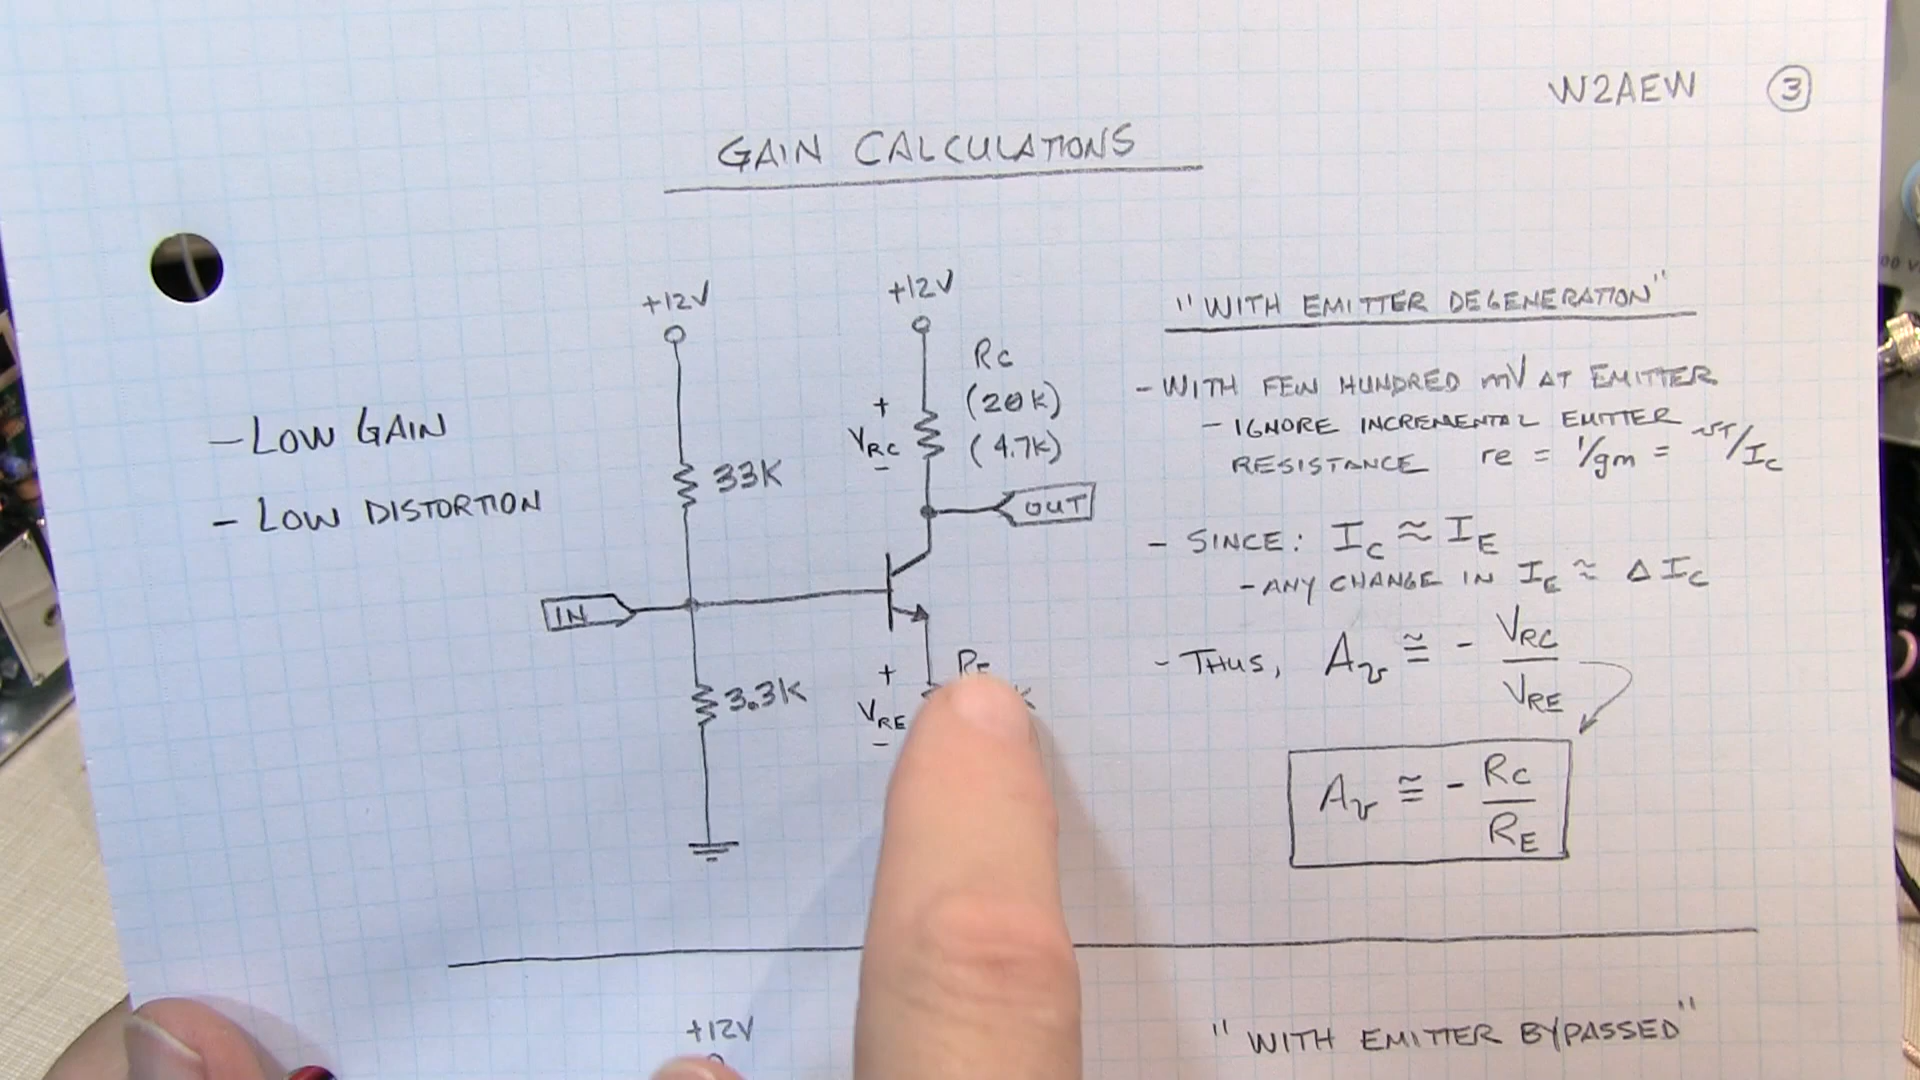 W2AEW 3
GAIN CALCULATIONS
- LOW GAIN
- LOW DISTORTION
+12V
33K
IN
3.3K
+12V
RC
(20K)
(4.7K)
+
VRC
-
OUT
+
VRE
-
"WITH EMITTER DEGENERATION"
- WITH FEW HUNDRED mV AT EMITTER
- IGNORE INCREMENTAL EMITTER
RESISTANCE re = 1/gm = vT/IC
- SINCE: IC ≈ IE
- ANY CHANGE IN IE ≈ Δ IC
- THUS, Av ≅ - VRC/VRE
Av ≅ - RC/RE
+12V
"WITH EMITTER BYPASSED"